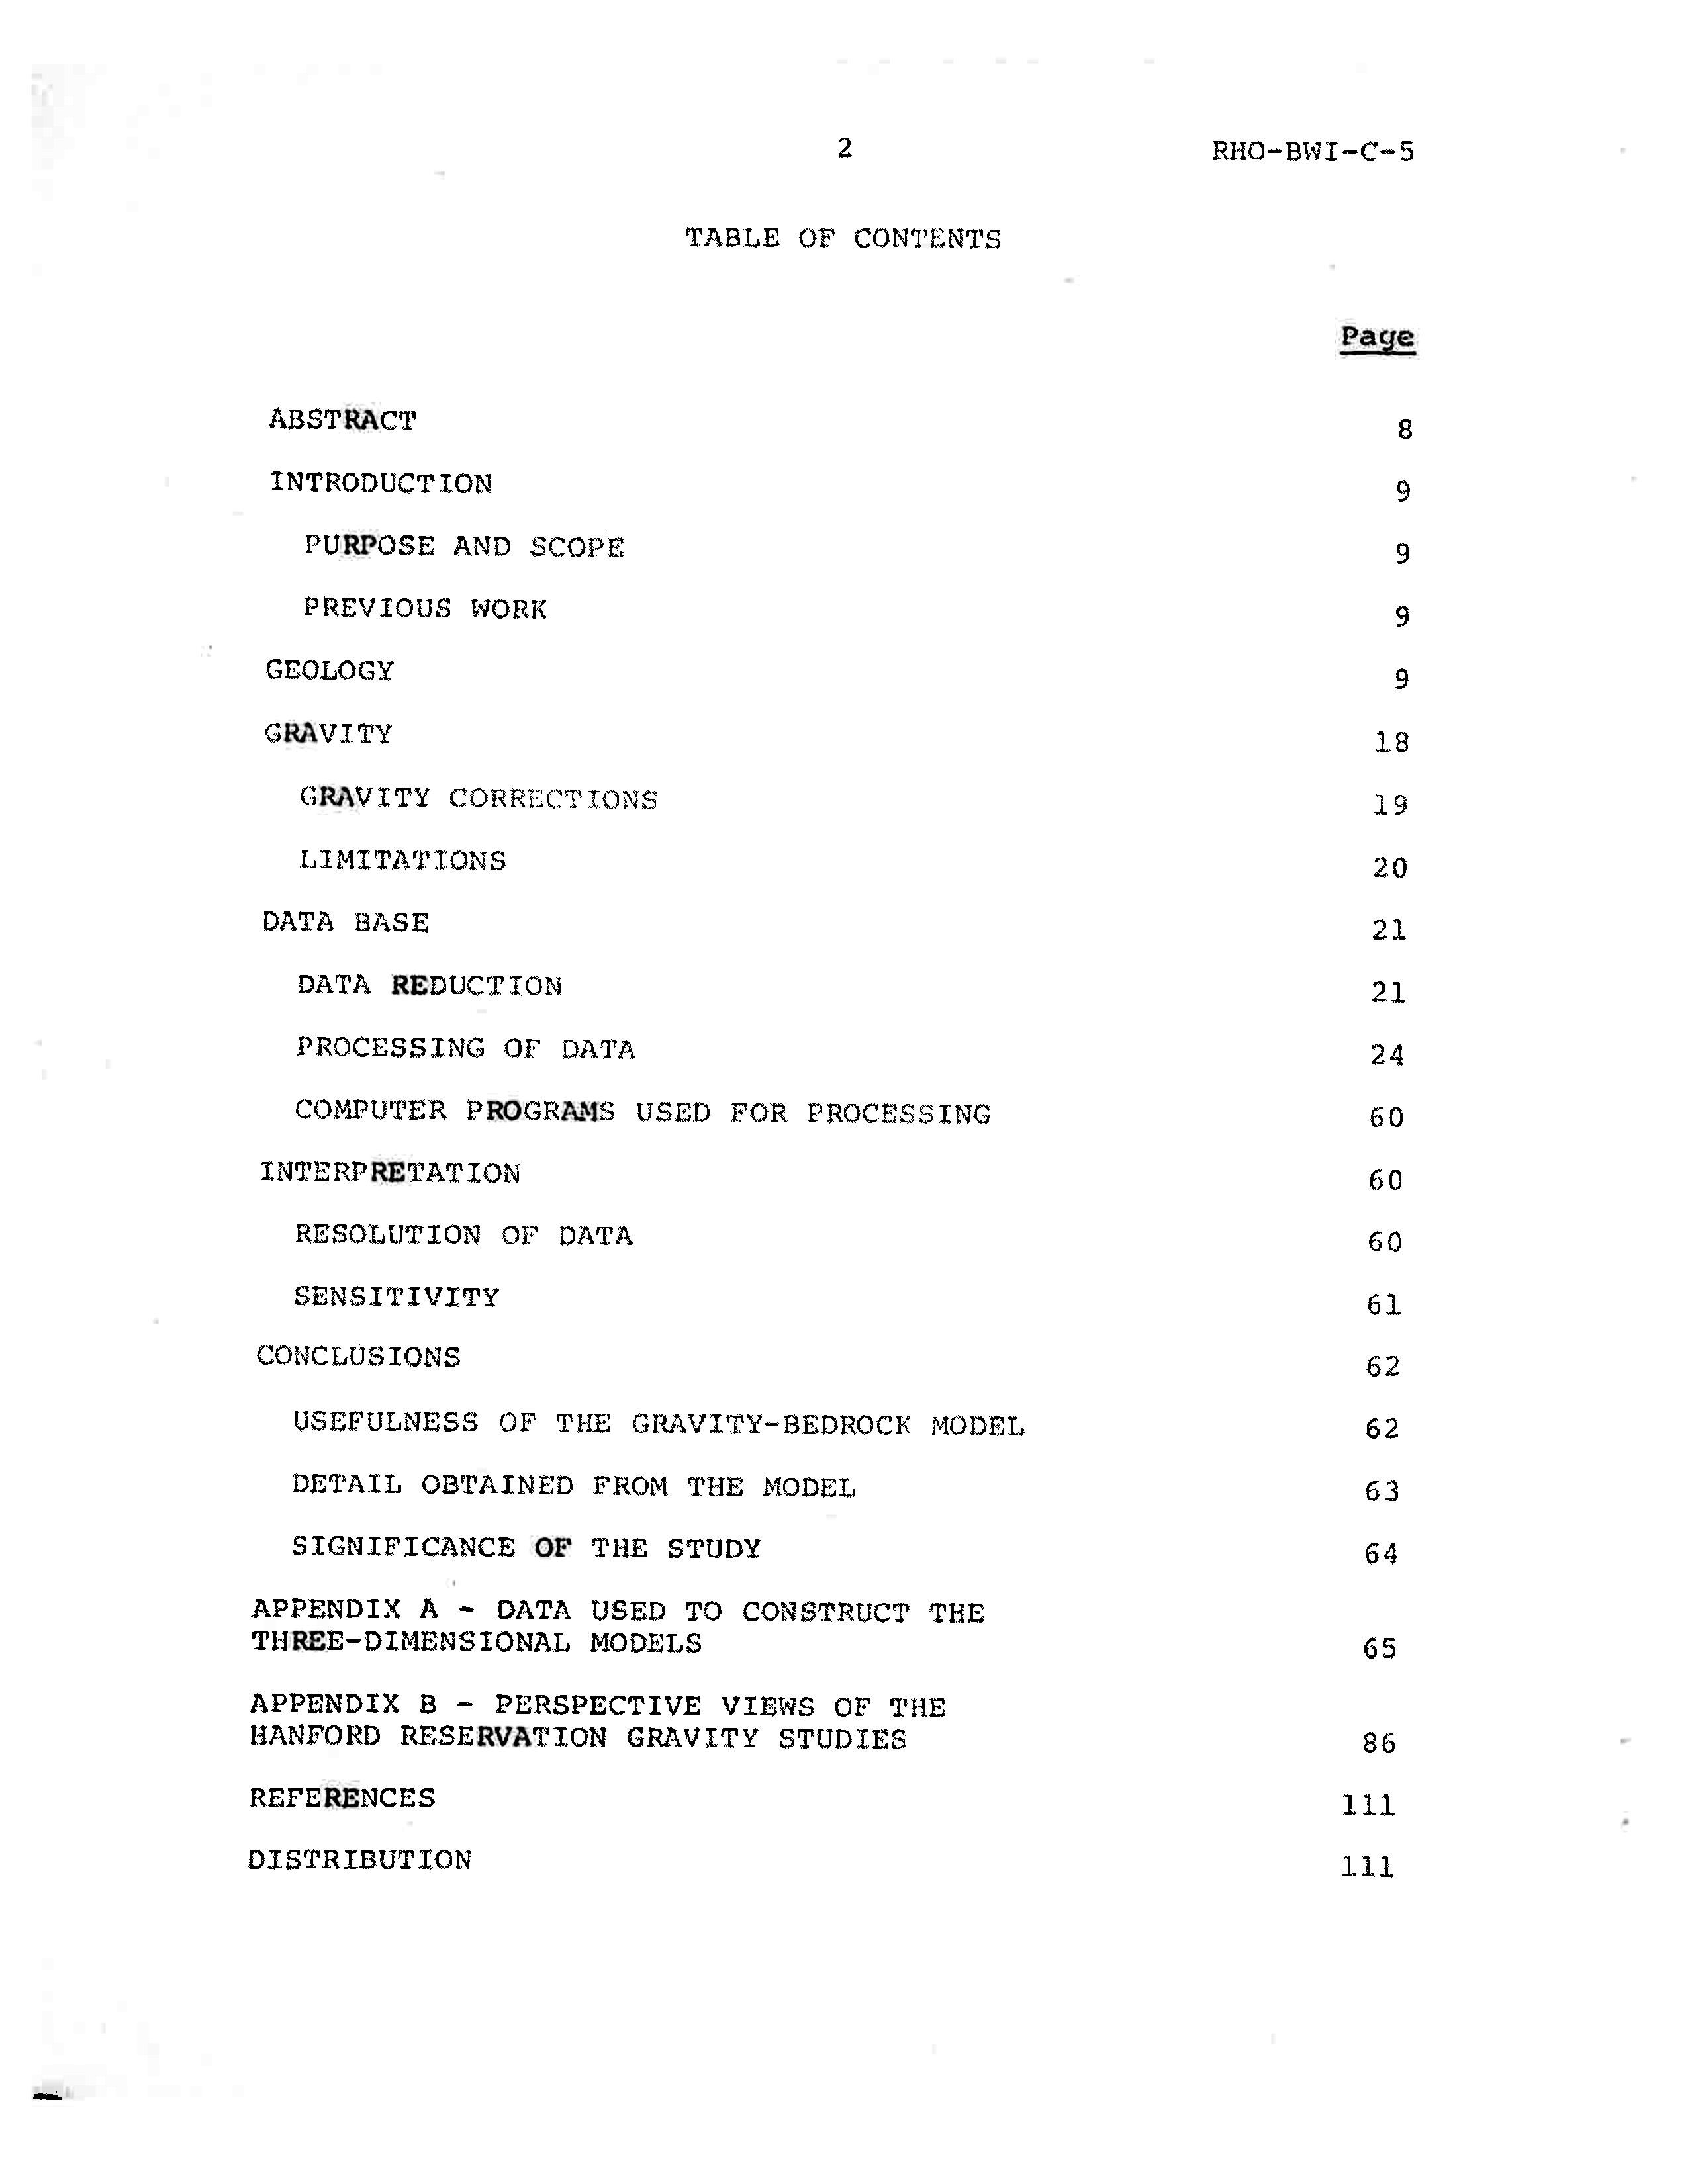 2 RHO-BWI-C-5
TABLE OF CONTENTS
Page
ABSTRACT 8
INTRODUCTION 9
PURPOSE AND SCOPE 9
PREVIOUS WORK 9
GEOLOGY 9
GRAVITY 18
GRAVITY CORRECTIONS 19
LIMITATIONS 20
DATA BASE 21
DATA REDUCTION 21
PROCESSING OF DATA 24
COMPUTER PROGRAMS USED FOR PROCESSING 60
INTERPRETATION 60
RESOLUTION OF DATA 60
SENSITIVITY 61
CONCLUSIONS 62
USEFULNESS OF THE GRAVITY-BEDROCK MODEL 62
DETAIL OBTAINED FROM THE MODEL 63
SIGNIFICANCE OF THE STUDY 64
APPENDIX A - DATA USED TO CONSTRUCT THE
THREE-DIMENSIONAL MODELS 65
APPENDIX B - PERSPECTIVE VIEWS OF THE
HANFORD RESERVATION GRAVITY STUDIES 86
REFERENCES 111
DISTRIBUTION 111